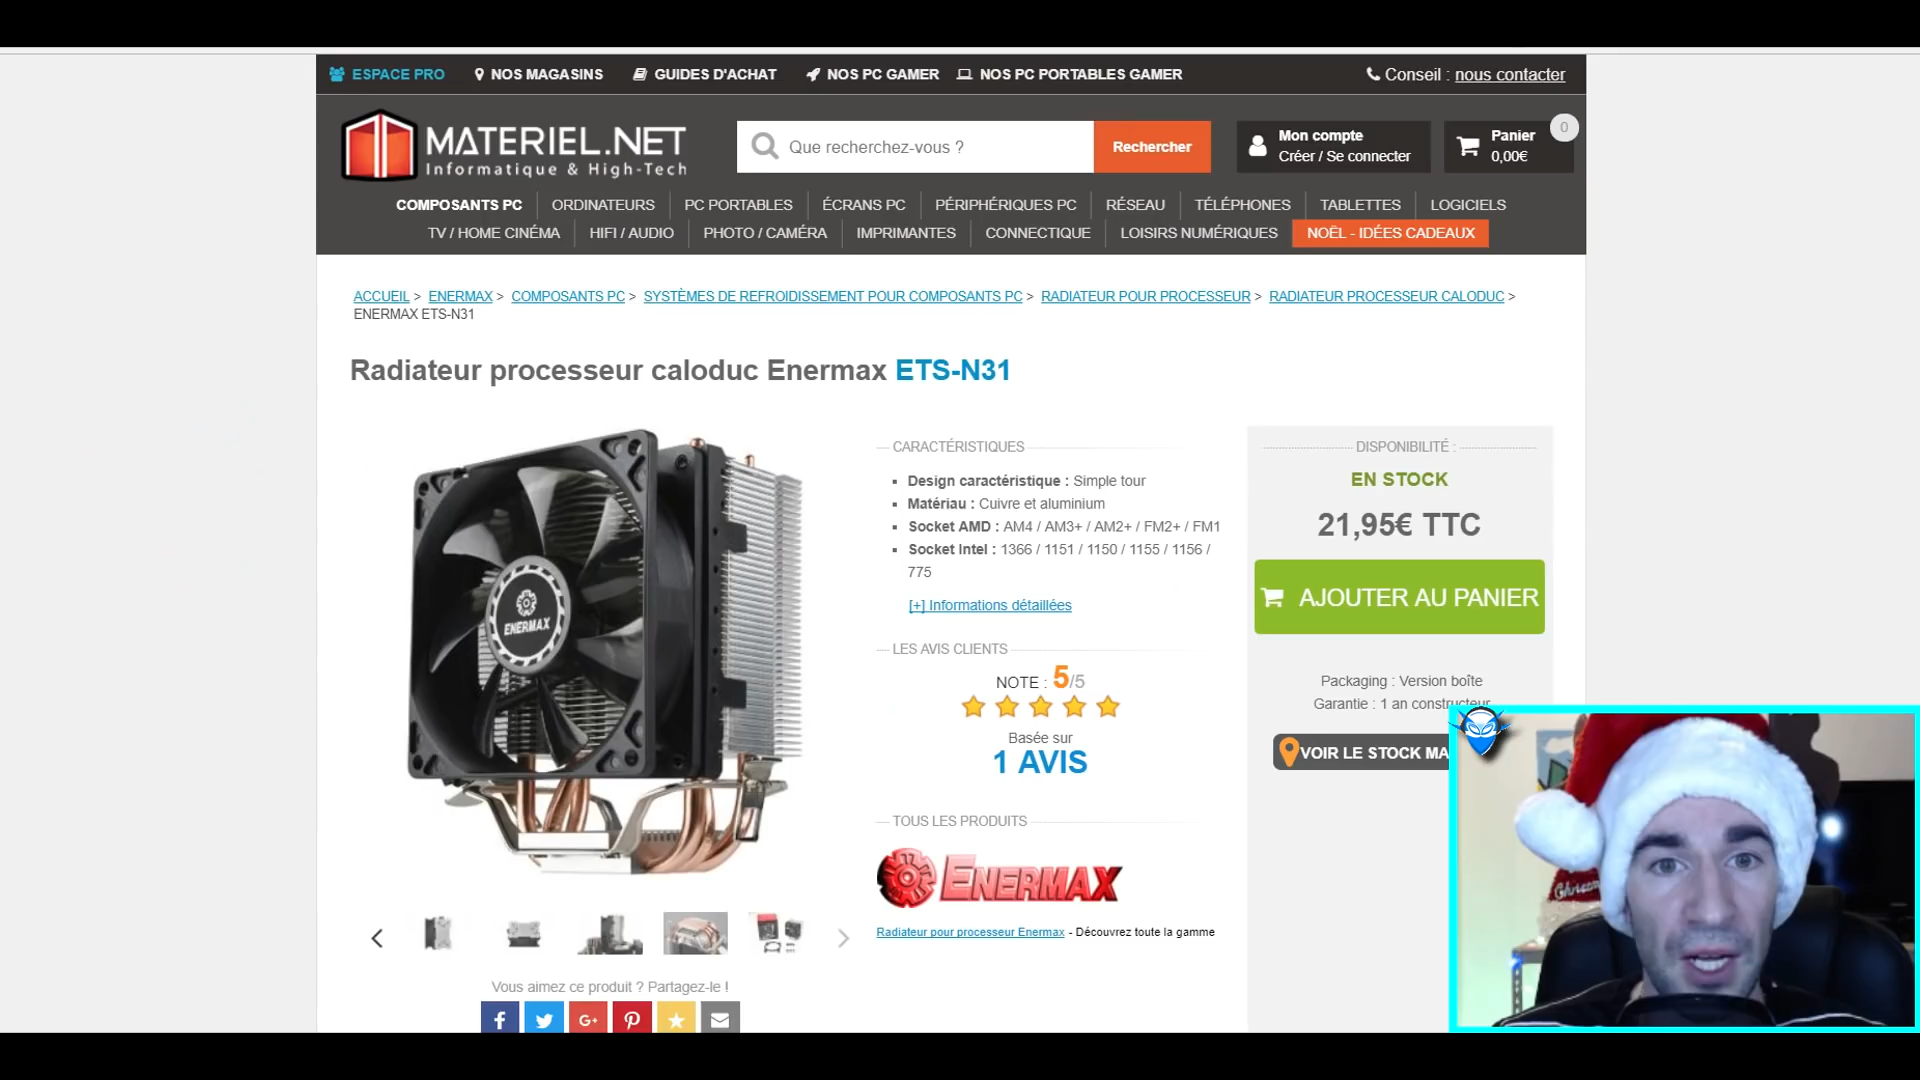 ESPACE PRO NOS MAGASINS GUIDES D'ACHAT NOS PC GAMER NOS PC PORTABLES GAMER Conseil : nous contacter
MATERIEL.NET
Informatique & High-Tech
Que recherchez-vous ?
Rechercher
Mon compte
Créer / Se connecter
Panier
0,00€
0
COMPOSANTS PC ORDINATEURS PC PORTABLES ÉCRANS PC PÉRIPHÉRIQUES PC RÉSEAU TÉLÉPHONES TABLETTES LOGICIELS
TV / HOME CINÉMA HIFI / AUDIO PHOTO / CAMÉRA IMPRIMANTES CONNECTIQUE LOISIRS NUMÉRIQUES NOËL - IDÉES CADEAUX
ACCUEIL > ENERMAX > COMPOSANTS PC > SYSTÈMES DE REFROIDISSEMENT POUR COMPOSANTS PC > RADIATEUR POUR PROCESSEUR > RADIATEUR PROCESSEUR CALODUC >
ENERMAX ETS-N31
Radiateur processeur caloduc Enermax ETS-N31
ENERMAX
CARACTÉRISTIQUES
Design caractéristique : Simple tour
Matériau : Cuivre et aluminium
Socket AMD : AM4 / AM3+ / AM2+ / FM2+ / FM1
Socket Intel : 1366 / 1151 / 1150 / 1155 / 1156 /
775
[+] Informations détaillées
LES AVIS CLIENTS
NOTE : 5/5
Basée sur
1 AVIS
TOUS LES PRODUITS
ENERMAX
Radiateur pour processeur Enermax - Découvrez toute la gamme
DISPONIBILITÉ :
EN STOCK
21,95€ TTC
AJOUTER AU PANIER
Packaging : Version boîte
Garantie : 1 an constructeur
VOIR LE STOCK MA
Vous aimez ce produit ? Partagez-le !
f G+